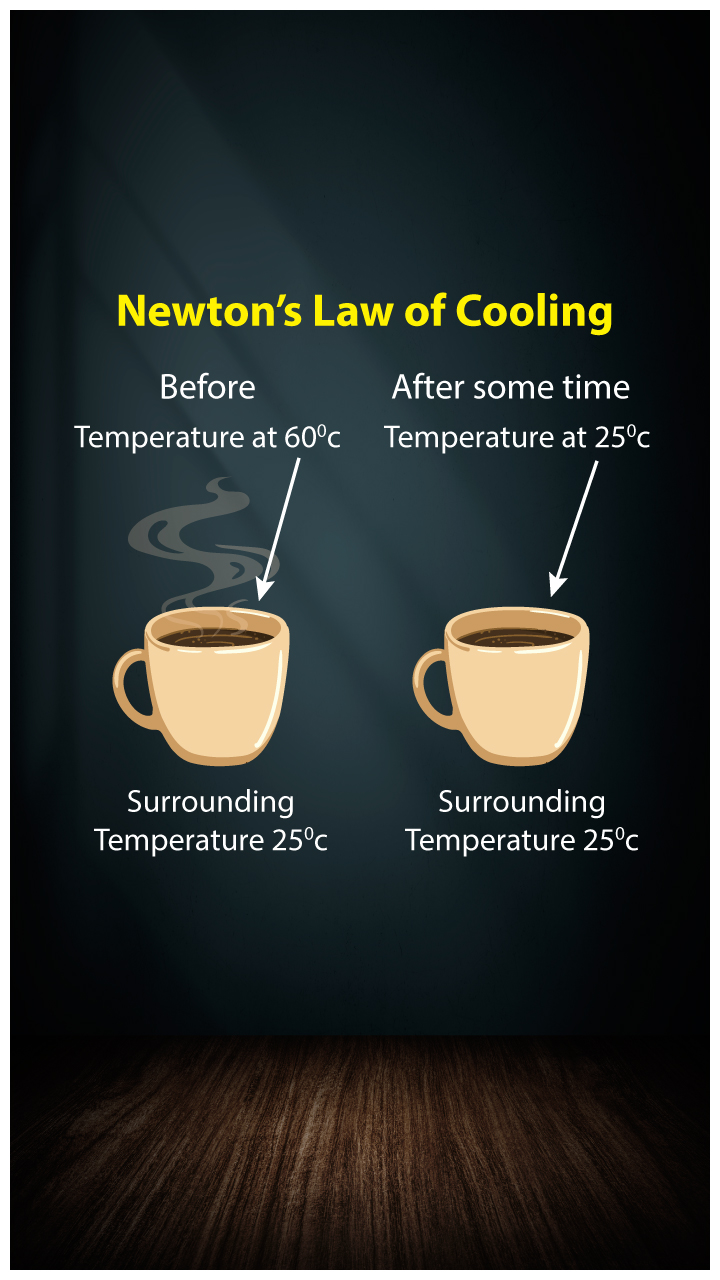 Newton’s Law of Cooling
Before
Temperature at 60⁰c
After some time
Temperature at 25⁰c
Surrounding
Temperature 25⁰c
Surrounding
Temperature 25⁰c